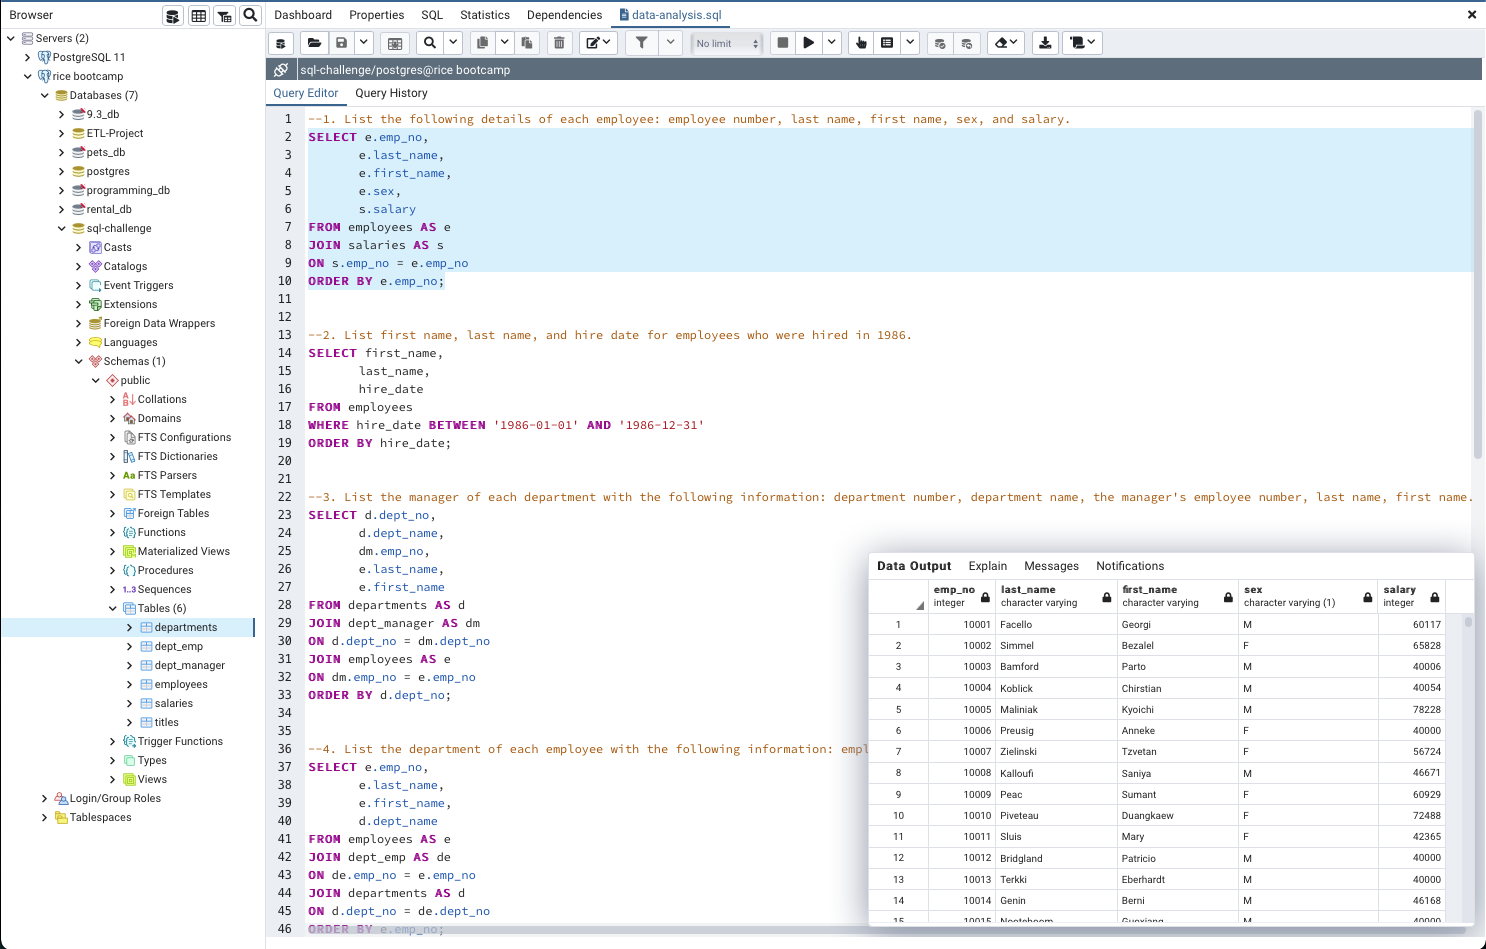 Browser
Dashboard Properties SQL Statistics Dependencies data-analysis.sql
No limit
sql-challenge/postgres@rice bootcamp
Query Editor Query History
Servers (2)
PostgreSQL 11
rice bootcamp
Databases (7)
9.3_db
ETL-Project
pets_db
postgres
programming_db
rental_db
sql-challenge
Casts
Catalogs
Event Triggers
Extensions
Foreign Data Wrappers
Languages
Schemas (1)
public
Collations
Domains
FTS Configurations
FTS Dictionaries
Aa FTS Parsers
FTS Templates
Foreign Tables
Functions
Materialized Views
Procedures
1..3 Sequences
Tables (6)
departments
dept_emp
dept_manager
employees
salaries
titles
Trigger Functions
Types
Views
Login/Group Roles
Tablespaces
1 --1. List the following details of each employee: employee number, last name, first name, sex, and salary.
2 SELECT e.emp_no,
3 e.last_name,
4 e.first_name,
5 e.sex,
6 s.salary
7 FROM employees AS e
8 JOIN salaries AS s
9 ON s.emp_no = e.emp_no
10 ORDER BY e.emp_no;
11
12
13 --2. List first name, last name, and hire date for employees who were hired in 1986.
14 SELECT first_name,
15 last_name,
16 hire_date
17 FROM employees
18 WHERE hire_date BETWEEN '1986-01-01' AND '1986-12-31'
19 ORDER BY hire_date;
20
21
22 --3. List the manager of each department with the following information: department number, department name, the manager's employee number, last name, first name.
23 SELECT d.dept_no,
24 d.dept_name,
25 dm.emp_no,
26 e.last_name,
27 e.first_name
28 FROM departments AS d
29 JOIN dept_manager AS dm
30 ON d.dept_no = dm.dept_no
31 JOIN employees AS e
32 ON dm.emp_no = e.emp_no
33 ORDER BY d.dept_no;
34
35
36 --4. List the department of each employee with the following information: empl
37 SELECT e.emp_no,
38 e.last_name,
39 e.first_name,
40 d.dept_name
41 FROM employees AS e
42 JOIN dept_emp AS de
43 ON de.emp_no = e.emp_no
44 JOIN departments AS d
45 ON d.dept_no = de.dept_no
46 ORDER BY e.emp_no;
Data Output Explain Messages Notifications
emp_no last_name first_name sex salary
integer character varying character varying character varying (1) integer
1 10001 Facello Georgi M 60117
2 10002 Simmel Bezalel F 65828
3 10003 Bamford Parto M 40006
4 10004 Koblick Chirstian M 40054
5 10005 Maliniak Kyoichi M 78228
6 10006 Preusig Anneke F 40000
7 10007 Zielinski Tzvetan F 56724
8 10008 Kalloufi Saniya M 46671
9 10009 Peac Sumant F 60929
10 10010 Piveteau Duangkaew F 72488
11 10011 Sluis Mary F 42365
12 10012 Bridgland Patricio M 40000
13 10013 Terkki Eberhardt M 40000
14 10014 Genin Berni M 46168
15 10015 Nooteboom Guoxiang M 40000